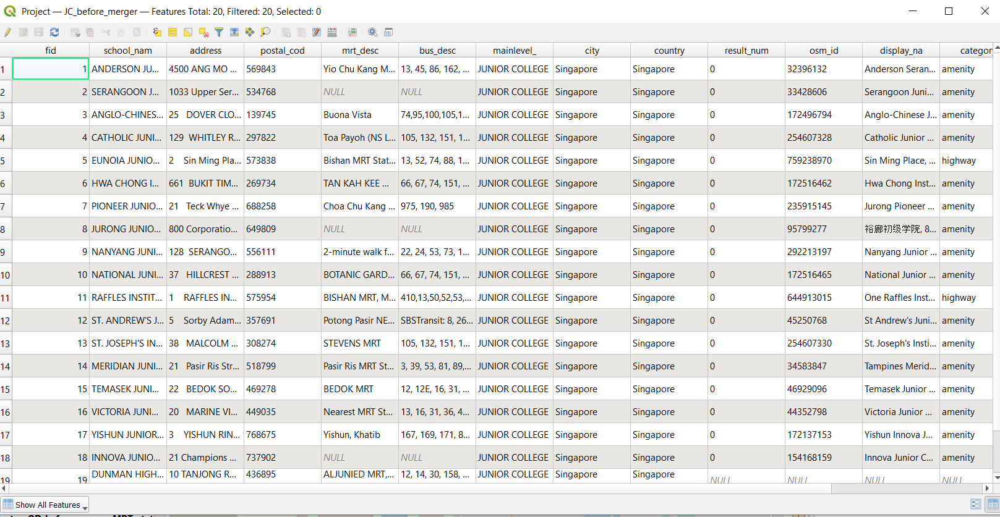 Project — JC_before_merger — Features Total: 20, Filtered: 20, Selected: 0
fid school_nam address postal_cod mrt_desc bus_desc mainlevel_ city country result_num osm_id display_na categor
1 1 ANDERSON JU... 4500 ANG MO ... 569843 Yio Chu Kang M... 13, 45, 86, 162, ... JUNIOR COLLEGE Singapore Singapore 0 32396132 Anderson Seran... amenity
2 2 SERANGOON J... 1033 Upper Ser... 534768 NULL NULL JUNIOR COLLEGE Singapore Singapore 0 33428606 Serangoon Juni... amenity
3 3 ANGLO-CHINES... 25 DOVER CLO... 139745 Buona Vista 74,95,100,105,1... JUNIOR COLLEGE Singapore Singapore 0 172496794 Anglo-Chinese J... amenity
4 4 CATHOLIC JUNI... 129 WHITLEY R... 297822 Toa Payoh (NS L... 105, 132, 151, 1... JUNIOR COLLEGE Singapore Singapore 0 254607328 Catholic Junior ... amenity
5 5 EUNOIA JUNIO... 2 Sin Ming Pla... 573838 Bishan MRT Stat... 13, 52, 74, 88, 1... JUNIOR COLLEGE Singapore Singapore 0 759238970 Sin Ming Place, ... highway
6 6 HWA CHONG I... 661 BUKIT TIM... 269734 TAN KAH KEE ... 66, 67, 74, 151, ... JUNIOR COLLEGE Singapore Singapore 0 172516462 Hwa Chong Inst... amenity
7 7 PIONEER JUNIO... 21 Teck Whye ... 688258 Choa Chu Kang ... 975, 190, 985 JUNIOR COLLEGE Singapore Singapore 0 235915145 Jurong Pioneer ... amenity
8 8 JURONG JUNIO... 800 Corporatio... 649809 NULL NULL JUNIOR COLLEGE Singapore Singapore 0 95799277 裕廊初级学院, 8... amenity
9 9 NANYANG JUNI... 128 SERANGO... 556111 2-minute walk f... 22, 24, 53, 73, 1... JUNIOR COLLEGE Singapore Singapore 0 292213197 Nanyang Junior ... amenity
10 10 NATIONAL JUNI... 37 HILLCREST ... 288913 BOTANIC GARD... 66, 67, 74, 151, ... JUNIOR COLLEGE Singapore Singapore 0 172516465 National Junior ... amenity
11 11 RAFFLES INSTIT... 1 RAFFLES IN... 575954 BISHAN MRT, M... 410,13,50,52,53,... JUNIOR COLLEGE Singapore Singapore 0 644913015 One Raffles Inst... highway
12 12 ST. ANDREW'S J... 5 Sorby Adam... 357691 Potong Pasir NE... SBSTransit: 8, 26... JUNIOR COLLEGE Singapore Singapore 0 45250768 St Andrew's Juni... amenity
13 13 ST. JOSEPH'S IN... 38 MALCOLM ... 308274 STEVENS MRT 105, 132, 151, 1... JUNIOR COLLEGE Singapore Singapore 0 254607330 St. Joseph's Insti... amenity
14 14 MERIDIAN JUNI... 21 Pasir Ris Str... 518799 Pasir Ris MRT St... 3, 39, 53, 81, 89,... JUNIOR COLLEGE Singapore Singapore 0 34583847 Tampines Merid... amenity
15 15 TEMASEK JUNI... 22 BEDOK SO... 469278 BEDOK MRT 12, 12E, 16, 31, ... JUNIOR COLLEGE Singapore Singapore 0 46929096 Temasek Junior ... amenity
16 16 VICTORIA JUNI... 20 MARINE VI... 449035 Nearest MRT St... 13, 16, 31, 36, 4... JUNIOR COLLEGE Singapore Singapore 0 44352798 Victoria Junior ... amenity
17 17 YISHUN JUNIOR... 3 YISHUN RIN... 768675 Yishun, Khatib 167, 169, 171, 8... JUNIOR COLLEGE Singapore Singapore 0 172137153 Yishun Innova J... amenity
18 18 INNOVA JUNIO... 21 Champions ... 737902 NULL NULL JUNIOR COLLEGE Singapore Singapore 0 154168159 Innova Junior C... amenity
19 19 DUNMAN HIGH... 10 TANJONG R... 436895 ALJUNIED MRT,... 12, 14, 30, 158, ... JUNIOR COLLEGE Singapore Singapore NULL NULL NULL NULL
Show All Features